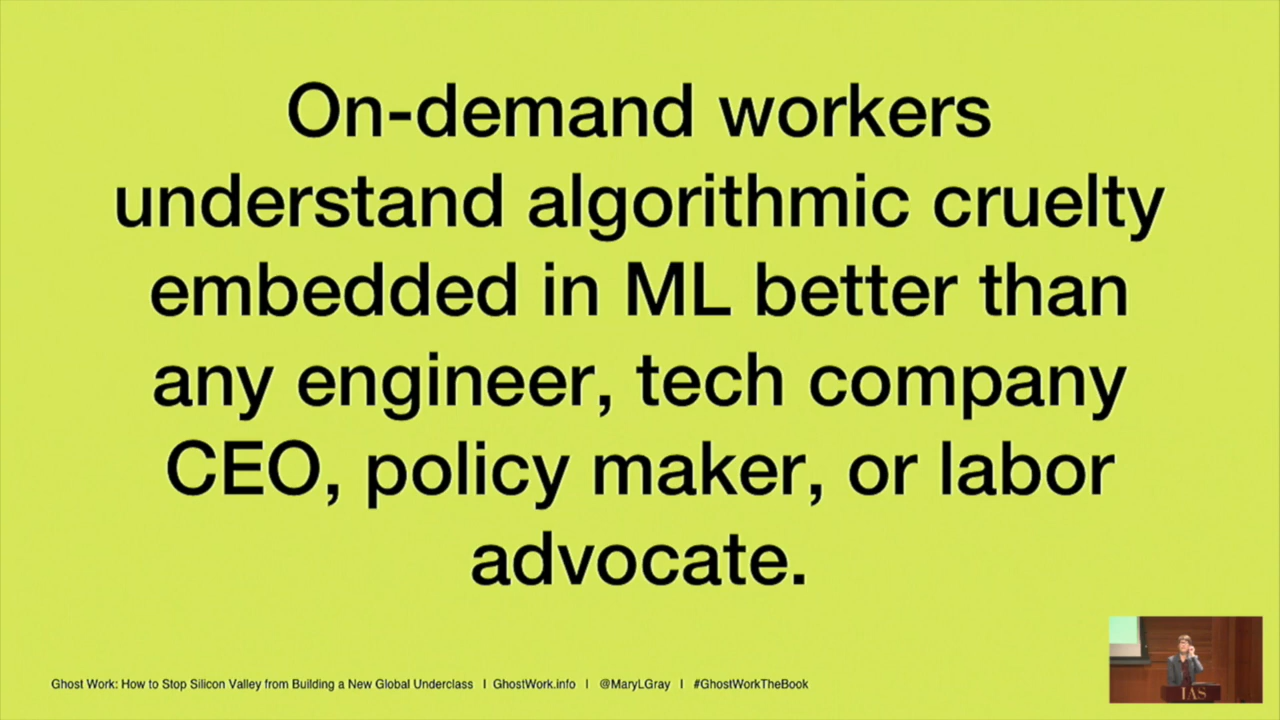 On-demand workers
understand algorithmic cruelty
embedded in ML better than
any engineer, tech company
CEO, policy maker, or labor
advocate.
Ghost Work: How to Stop Silicon Valley from Building a New Global Underclass I GhostWork.info I @MaryLGray I #GhostWorkTheBook
IAS